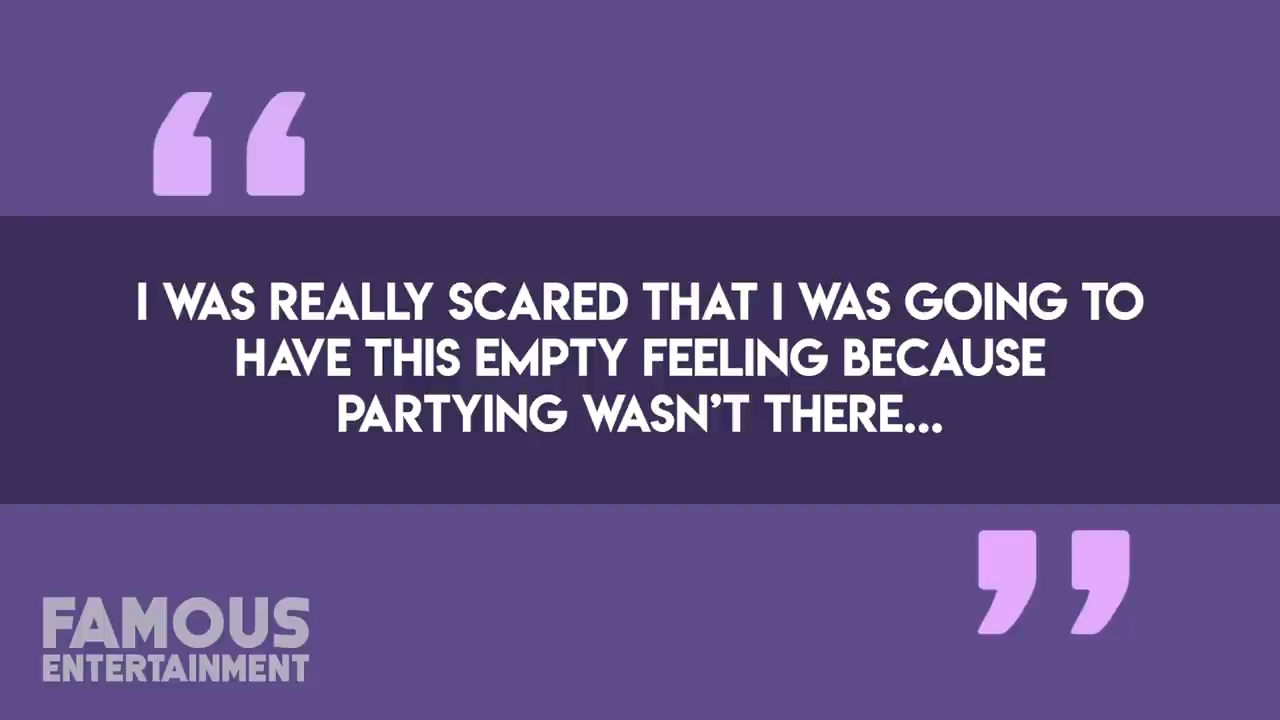 I WAS REALLY SCARED THAT I WAS GOING TO
HAVE THIS EMPTY FEELING BECAUSE
PARTYING WASN’T THERE...
FAMOUS
ENTERTAINMENT